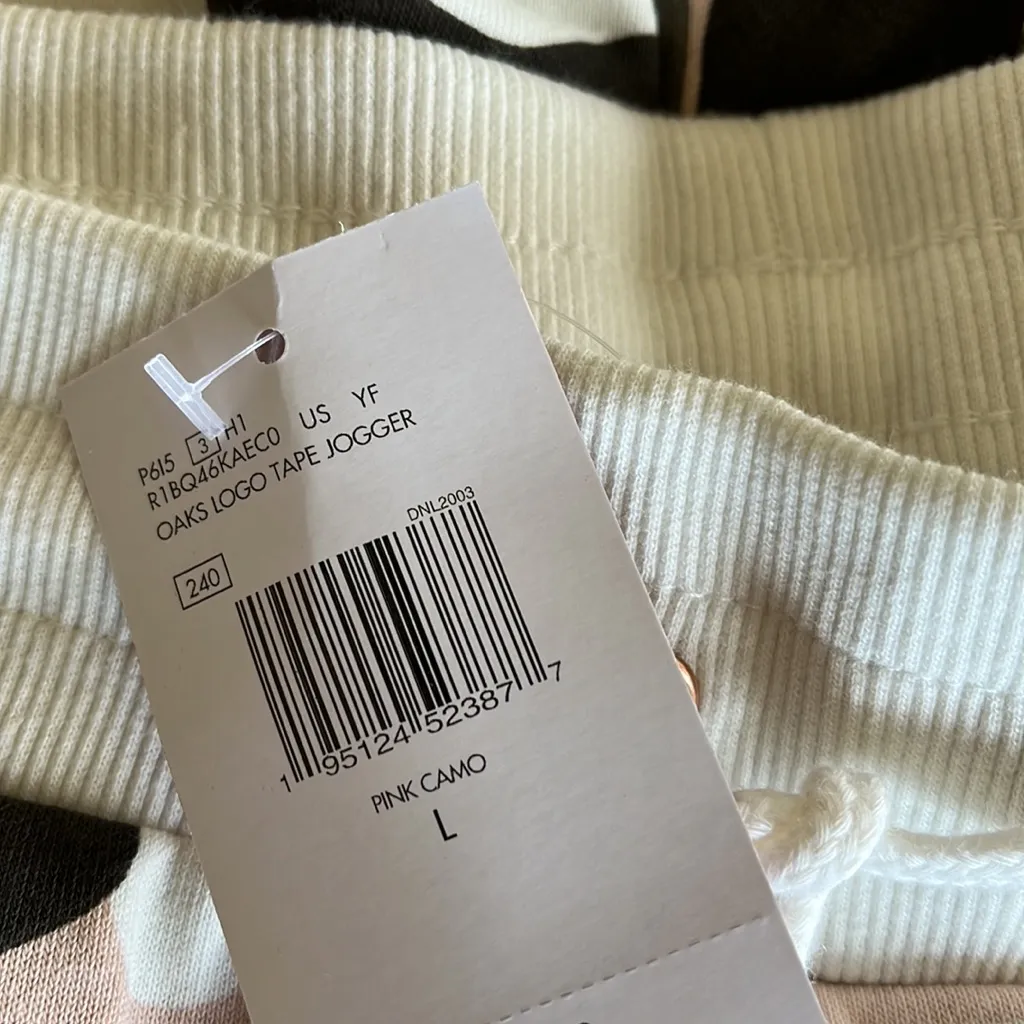 P615 3 H1 US YF
R1BQ46KAEC0
OAKS LOGO TAPE JOGGER
DNL2003
240
1 95124 52387 7
PINK CAMO
L